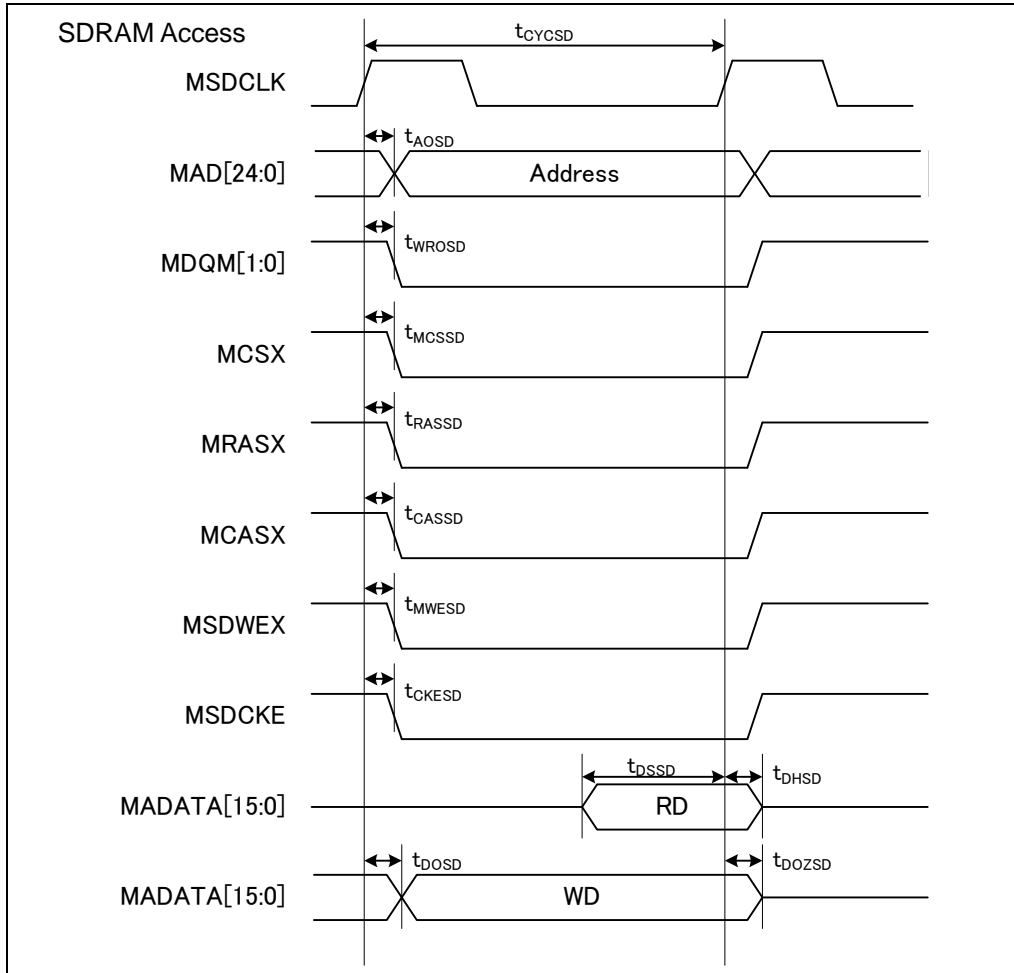 SDRAM Access
tCYCSD
MSDCLK
tAOSD
MAD[24:0]
Address
tWROSD
MDQM[1:0]
tMCSSD
MCSX
tRASSD
MRASX
tCASSD
MCASX
tMWESD
MSDWEX
tCKESD
MSDCKE
tDSSD
tDHSD
MADATA[15:0]
RD
tDOSD
tDOZSD
MADATA[15:0]
WD